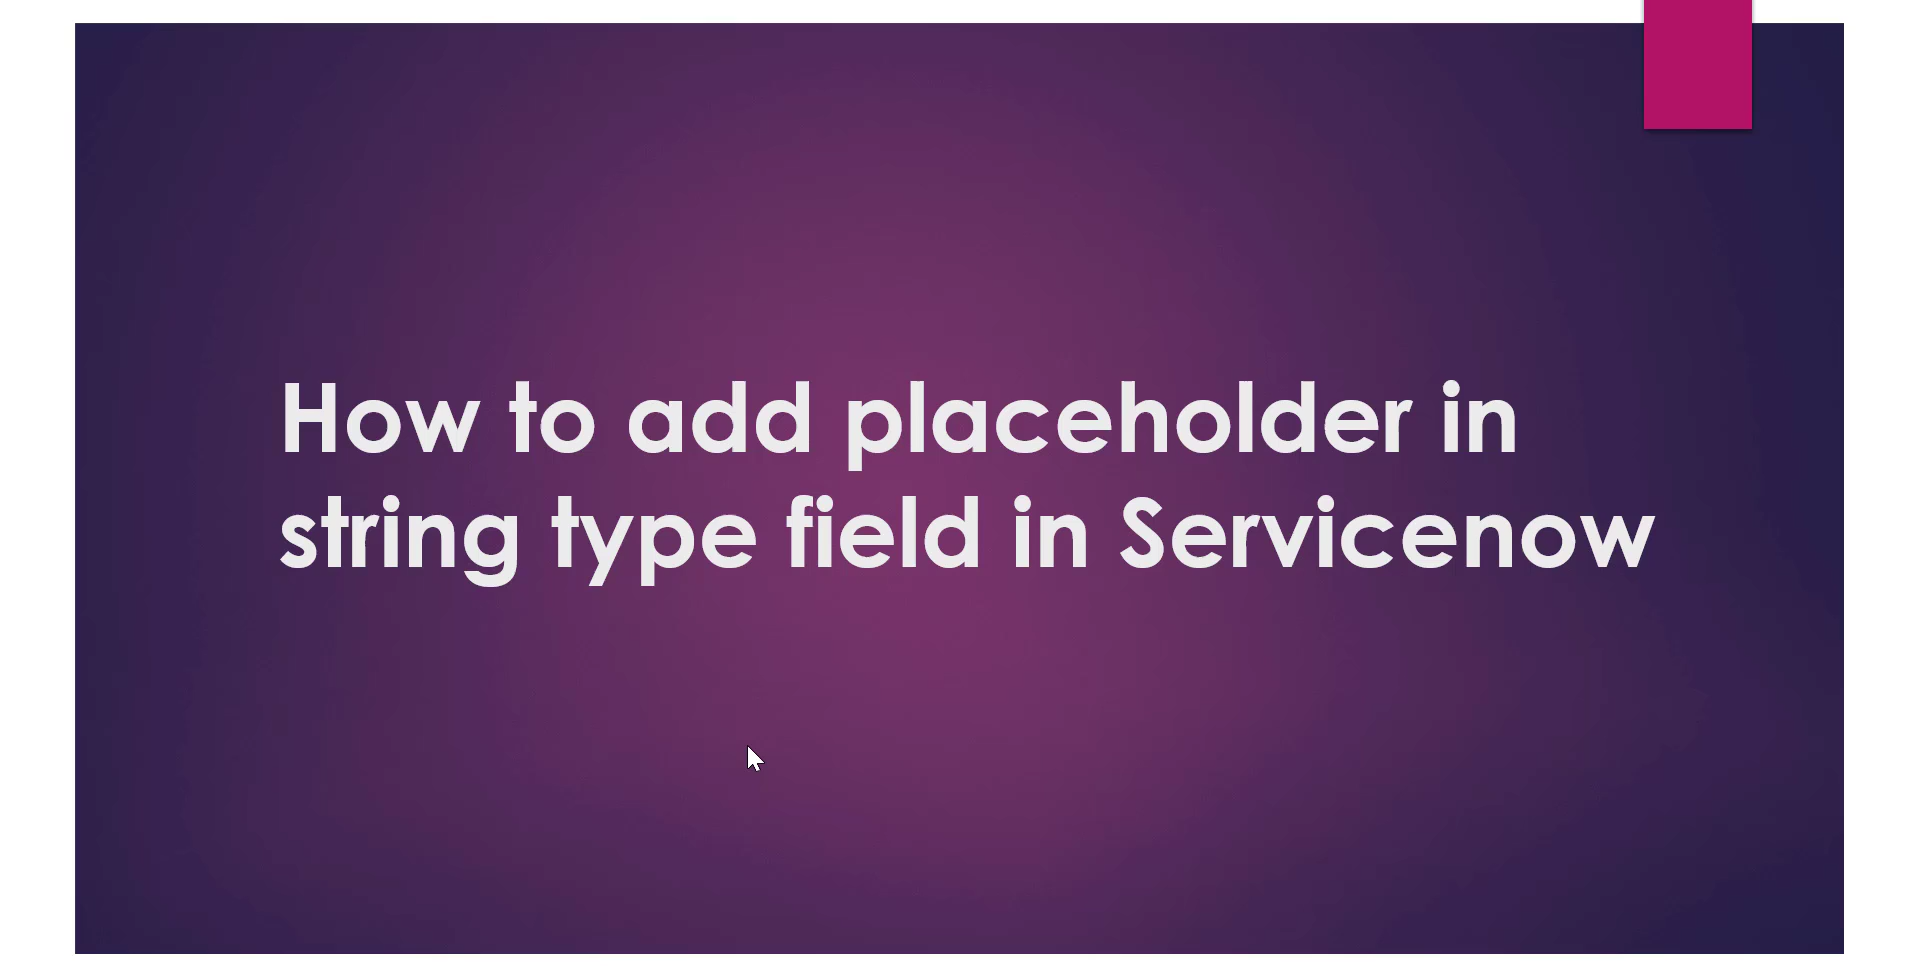 How to add placeholder in
string type field in Servicenow